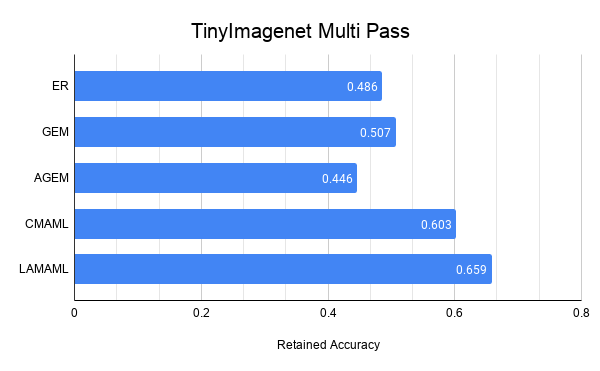 TinyImagenet Multi Pass
ER 0.486
GEM 0.507
AGEM 0.446
CMAML 0.603
LAMAML 0.659
0 0.2 0.4 0.6 0.8
Retained Accuracy